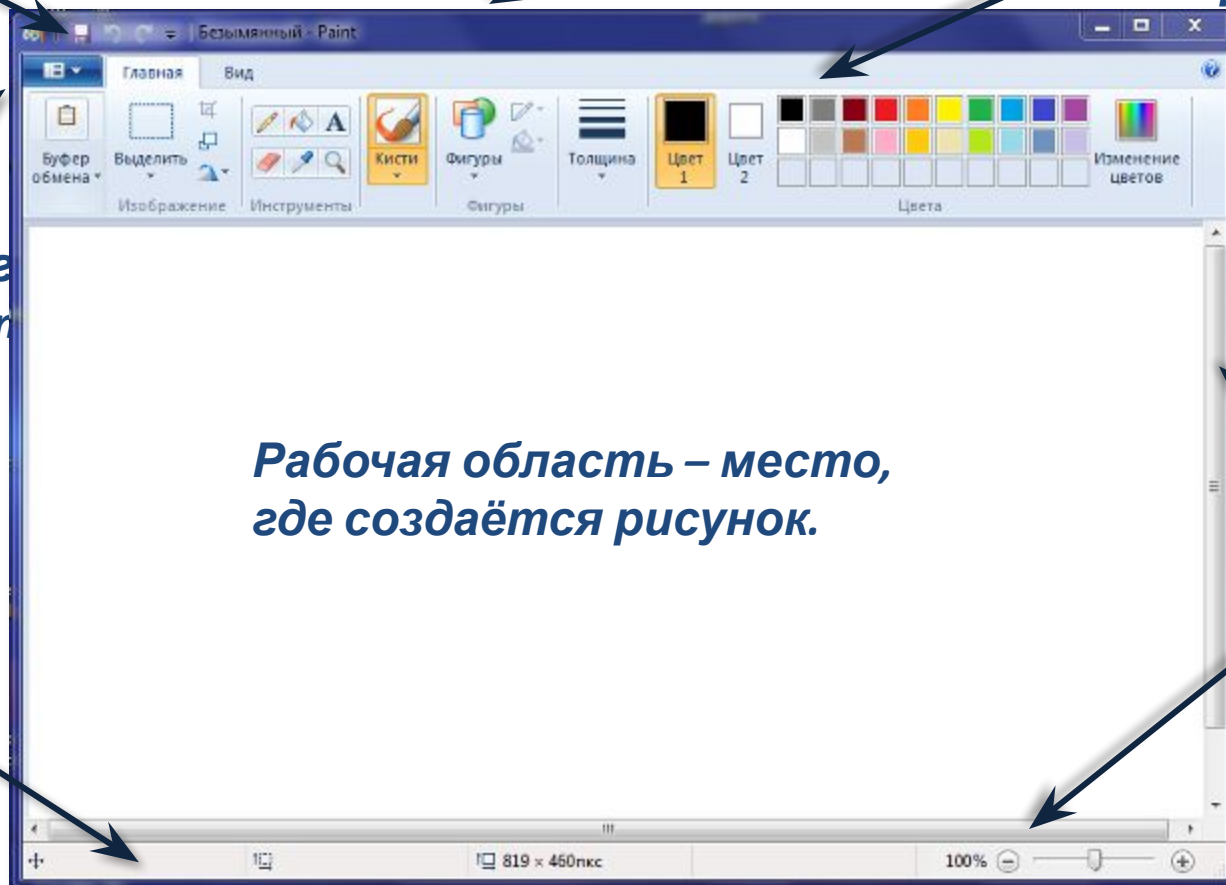 Безымянный - Paint
Главная Вид
Буфер обмена
Выделить
Кисти
Фигуры
Толщина
Цвет 1
Цвет 2
Изменение цветов
Изображение Инструменты Фигуры Цвета
Рабочая область – место,
где создаётся рисунок.
819 × 460пкс 100%